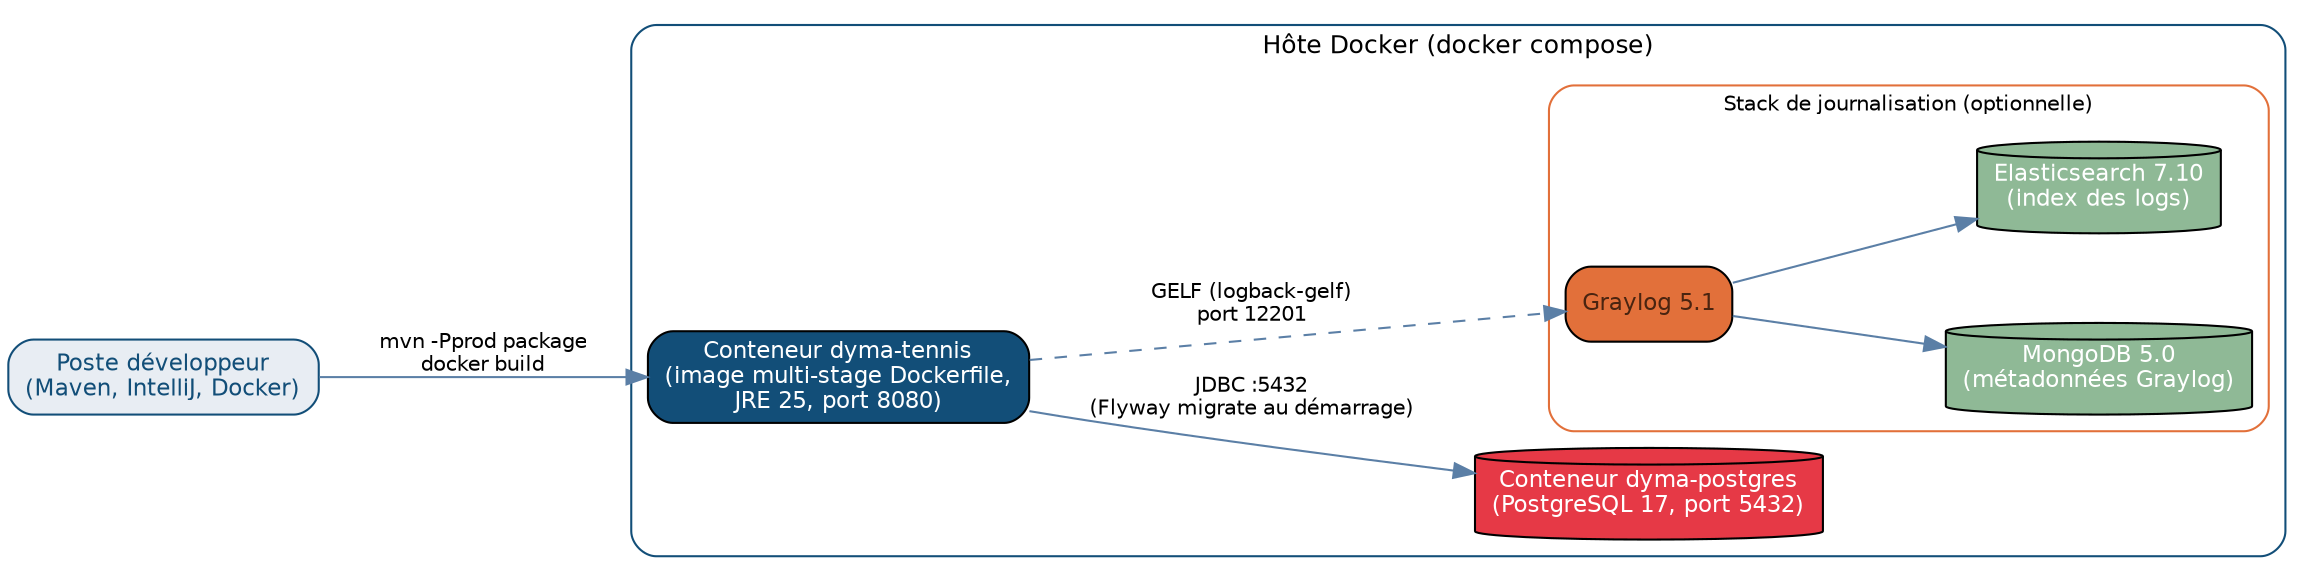 Hôte Docker (docker compose)
Stack de journalisation (optionnelle)
Elasticsearch 7.10
(index des logs)
GELF (logback-gelf)
port 12201
Graylog 5.1
mvn -Pprod package
docker build
Poste développeur
(Maven, IntelliJ, Docker)
Conteneur dyma-tennis
(image multi-stage Dockerfile,
JRE 25, port 8080)
MongoDB 5.0
(métadonnées Graylog)
JDBC :5432
(Flyway migrate au démarrage)
Conteneur dyma-postgres
(PostgreSQL 17, port 5432)